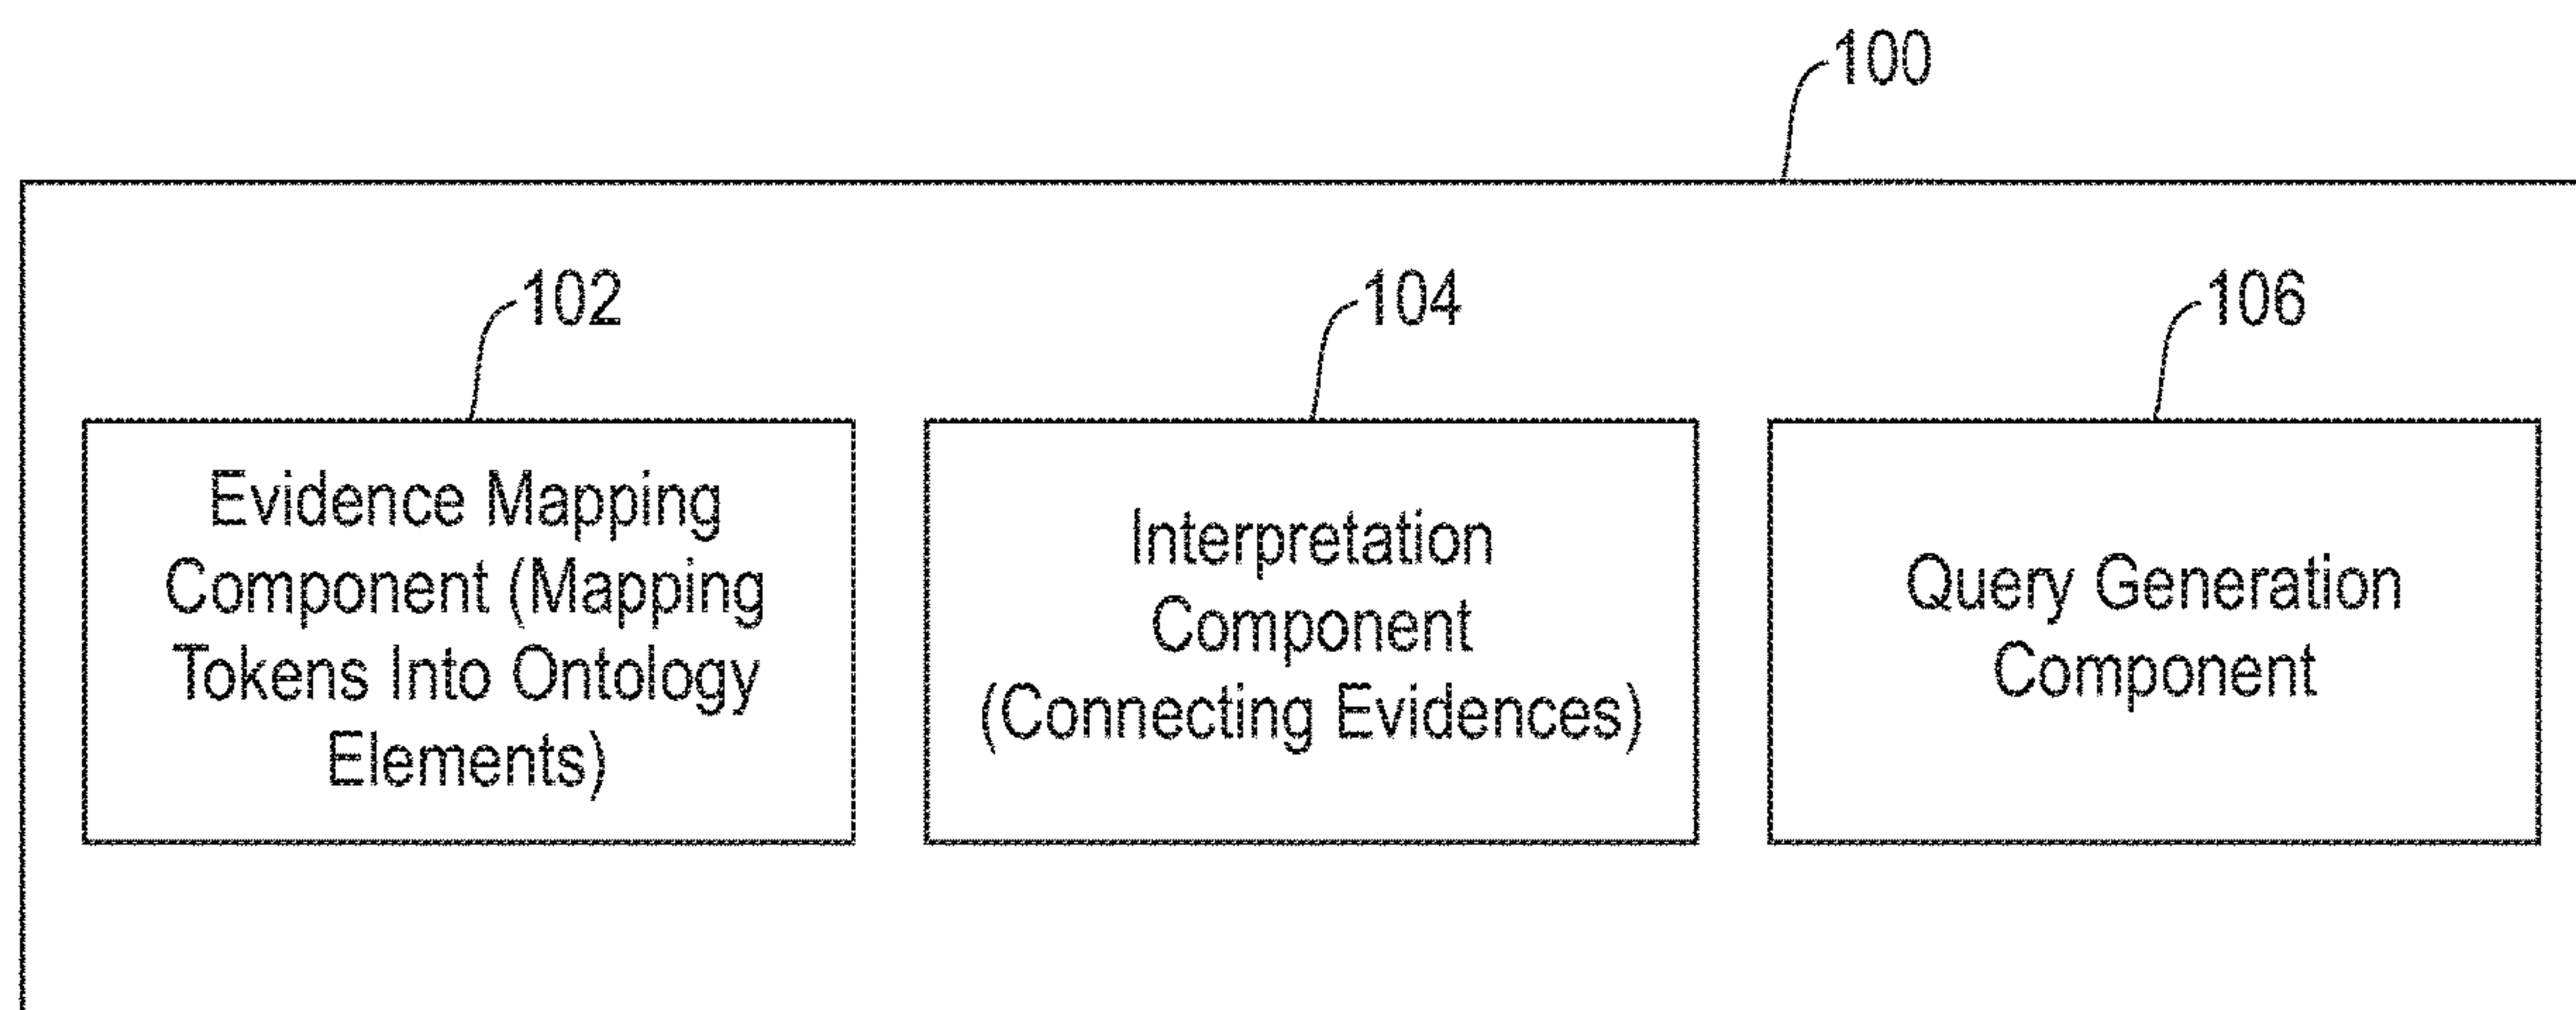 100
102
104
106
Evidence Mapping
Component (Mapping
Tokens Into Ontology
Elements)
Interpretation
Component
(Connecting Evidences)
Query Generation
Component